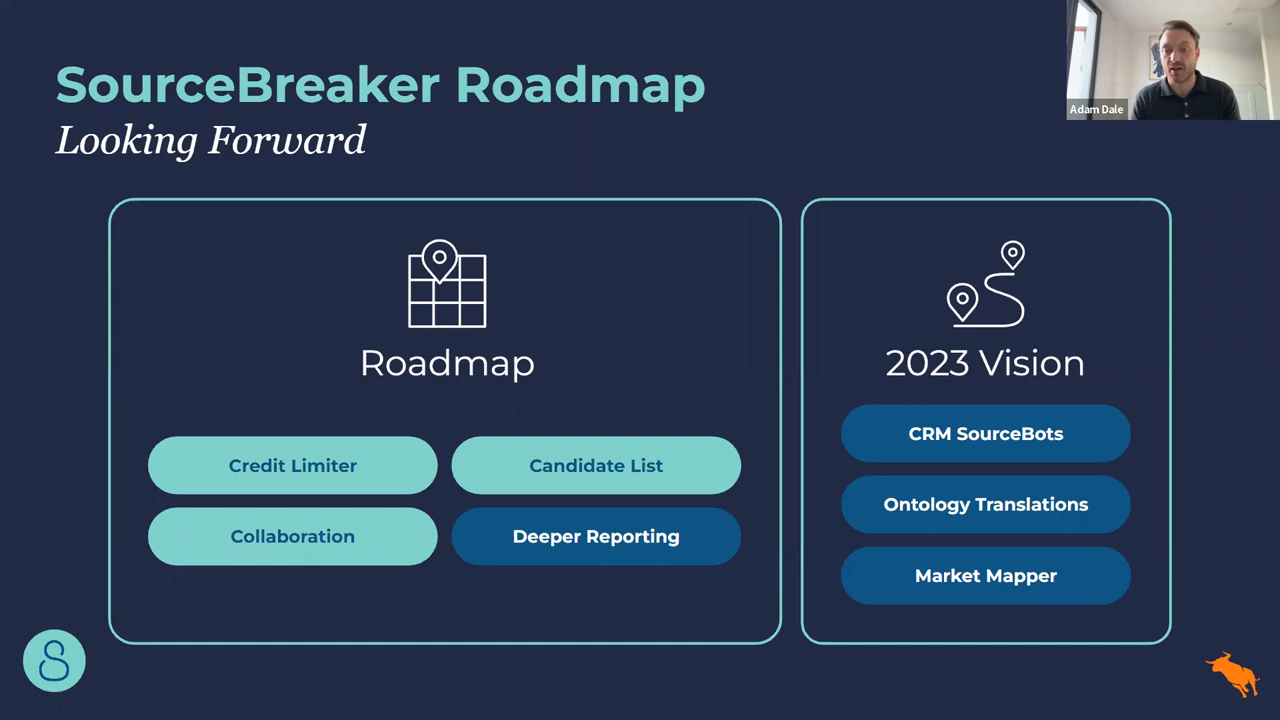 SourceBreaker Roadmap
Looking Forward
Adam Dale
Roadmap
Credit Limiter
Candidate List
Collaboration
Deeper Reporting
2023 Vision
CRM SourceBots
Ontology Translations
Market Mapper